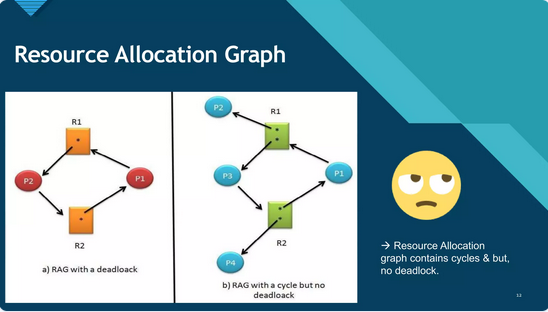 Resource Allocation Graph
R1
P2
P1
R2
a) RAG with a deadloack
P2
R1
P3
P1
R2
P4
b) RAG with a cycle but no
deadloack
→ Resource Allocation
graph contains cycles & but,
no deadlock.
13